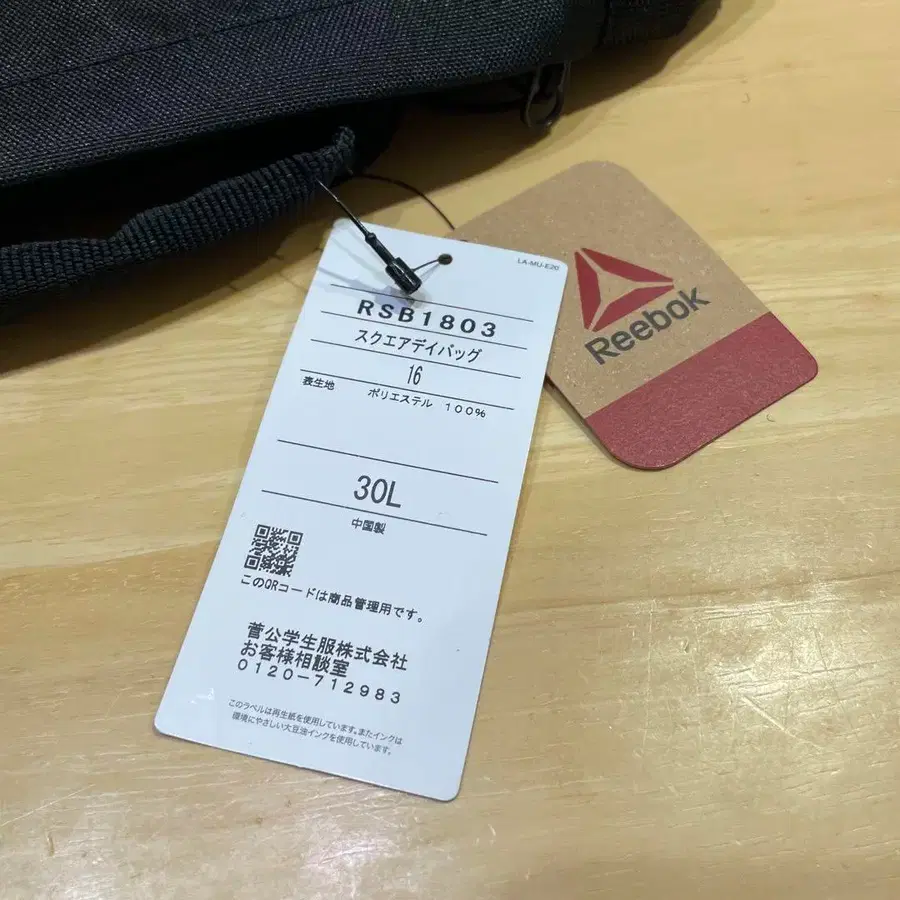 LA-MU-E20
RSB1803
スクエアデイバッグ
16
表生地 ポリエステル 100%
30L
中国製
このQRコードは商品管理用です。
菅公学生服株式会社
お客様相談室
0120-712983
このラベルは再生紙を使用しています。またインクは
環境にやさしい大豆油インクを使用しています。
Reebok